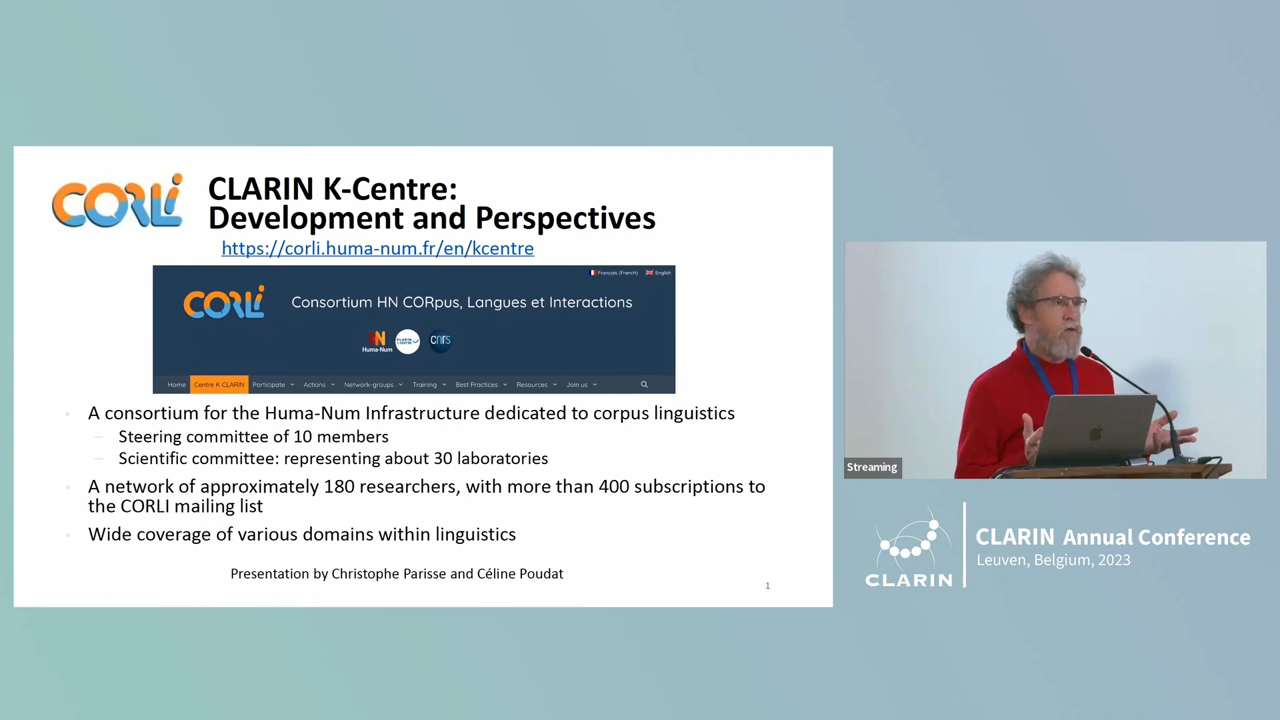 CORLi
CLARIN K-Centre:
Development and Perspectives
https://corli.huma-num.fr/en/kcentre
Français (French) English
CORLi
Consortium HN CORpus, Langues et Interactions
Huma-Num
cnrs
Home Centre K CLARIN Participate Actions Network-groups Training Best Practices Resources Join us
A consortium for the Huma-Num Infrastructure dedicated to corpus linguistics
Steering committee of 10 members
Scientific committee: representing about 30 laboratories
A network of approximately 180 researchers, with more than 400 subscriptions to
the CORLI mailing list
Wide coverage of various domains within linguistics
Presentation by Christophe Parisse and Céline Poudat
1
Streaming
CLARIN
CLARIN Annual Conference
Leuven, Belgium, 2023